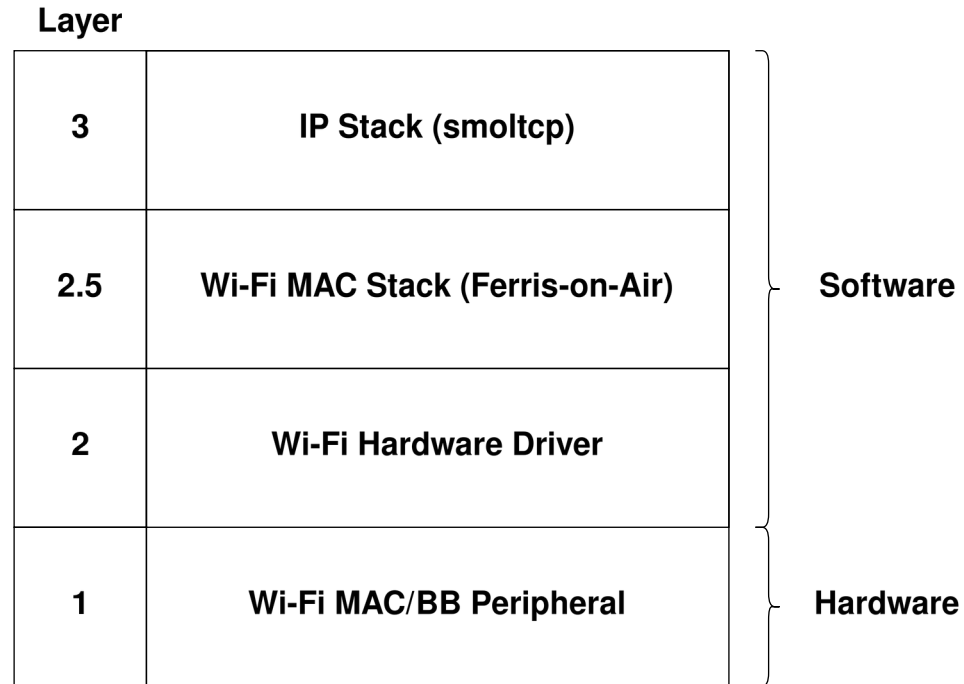 Layer
3
IP Stack (smoltcp)
2.5
Wi-Fi MAC Stack (Ferris-on-Air)
Software
2
Wi-Fi Hardware Driver
1
Wi-Fi MAC/BB Peripheral
Hardware